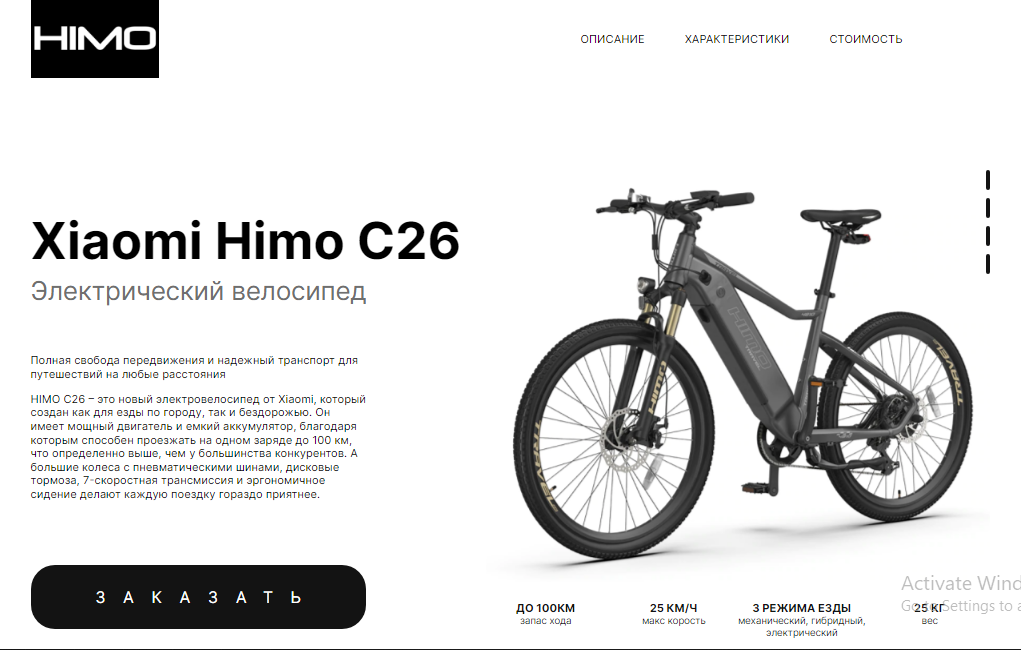 HIMO
ОПИСАНИЕ ХАРАКТЕРИСТИКИ СТОИМОСТЬ
Xiaomi Himo C26
Электрический велосипед
Полная свобода передвижения и надежный транспорт для
путешествий на любые расстояния
HIMO C26 – это новый электровелосипед от Xiaomi, который
создан как для езды по городу, так и бездорожью. Он
имеет мощный двигатель и емкий аккумулятор, благодаря
которым способен проезжать на одном заряде до 100 км,
что определенно выше, чем у большинства конкурентов. А
большие колеса с пневматическими шинами, дисковые
тормоза, 7-скоростная трансмиссия и эргономичное
сидение делают каждую поездку гораздо приятнее.
ЗАКАЗАТЬ
HIMO
HIMO
TRAVEL
TRAVEL
ДО 100КМ
запас хода
25 КМ/Ч
макс корость
3 РЕЖИМА ЕЗДЫ
механический, гибридный,
электрический
25 КГ
вес
Activate Wind
Go to Settings to a